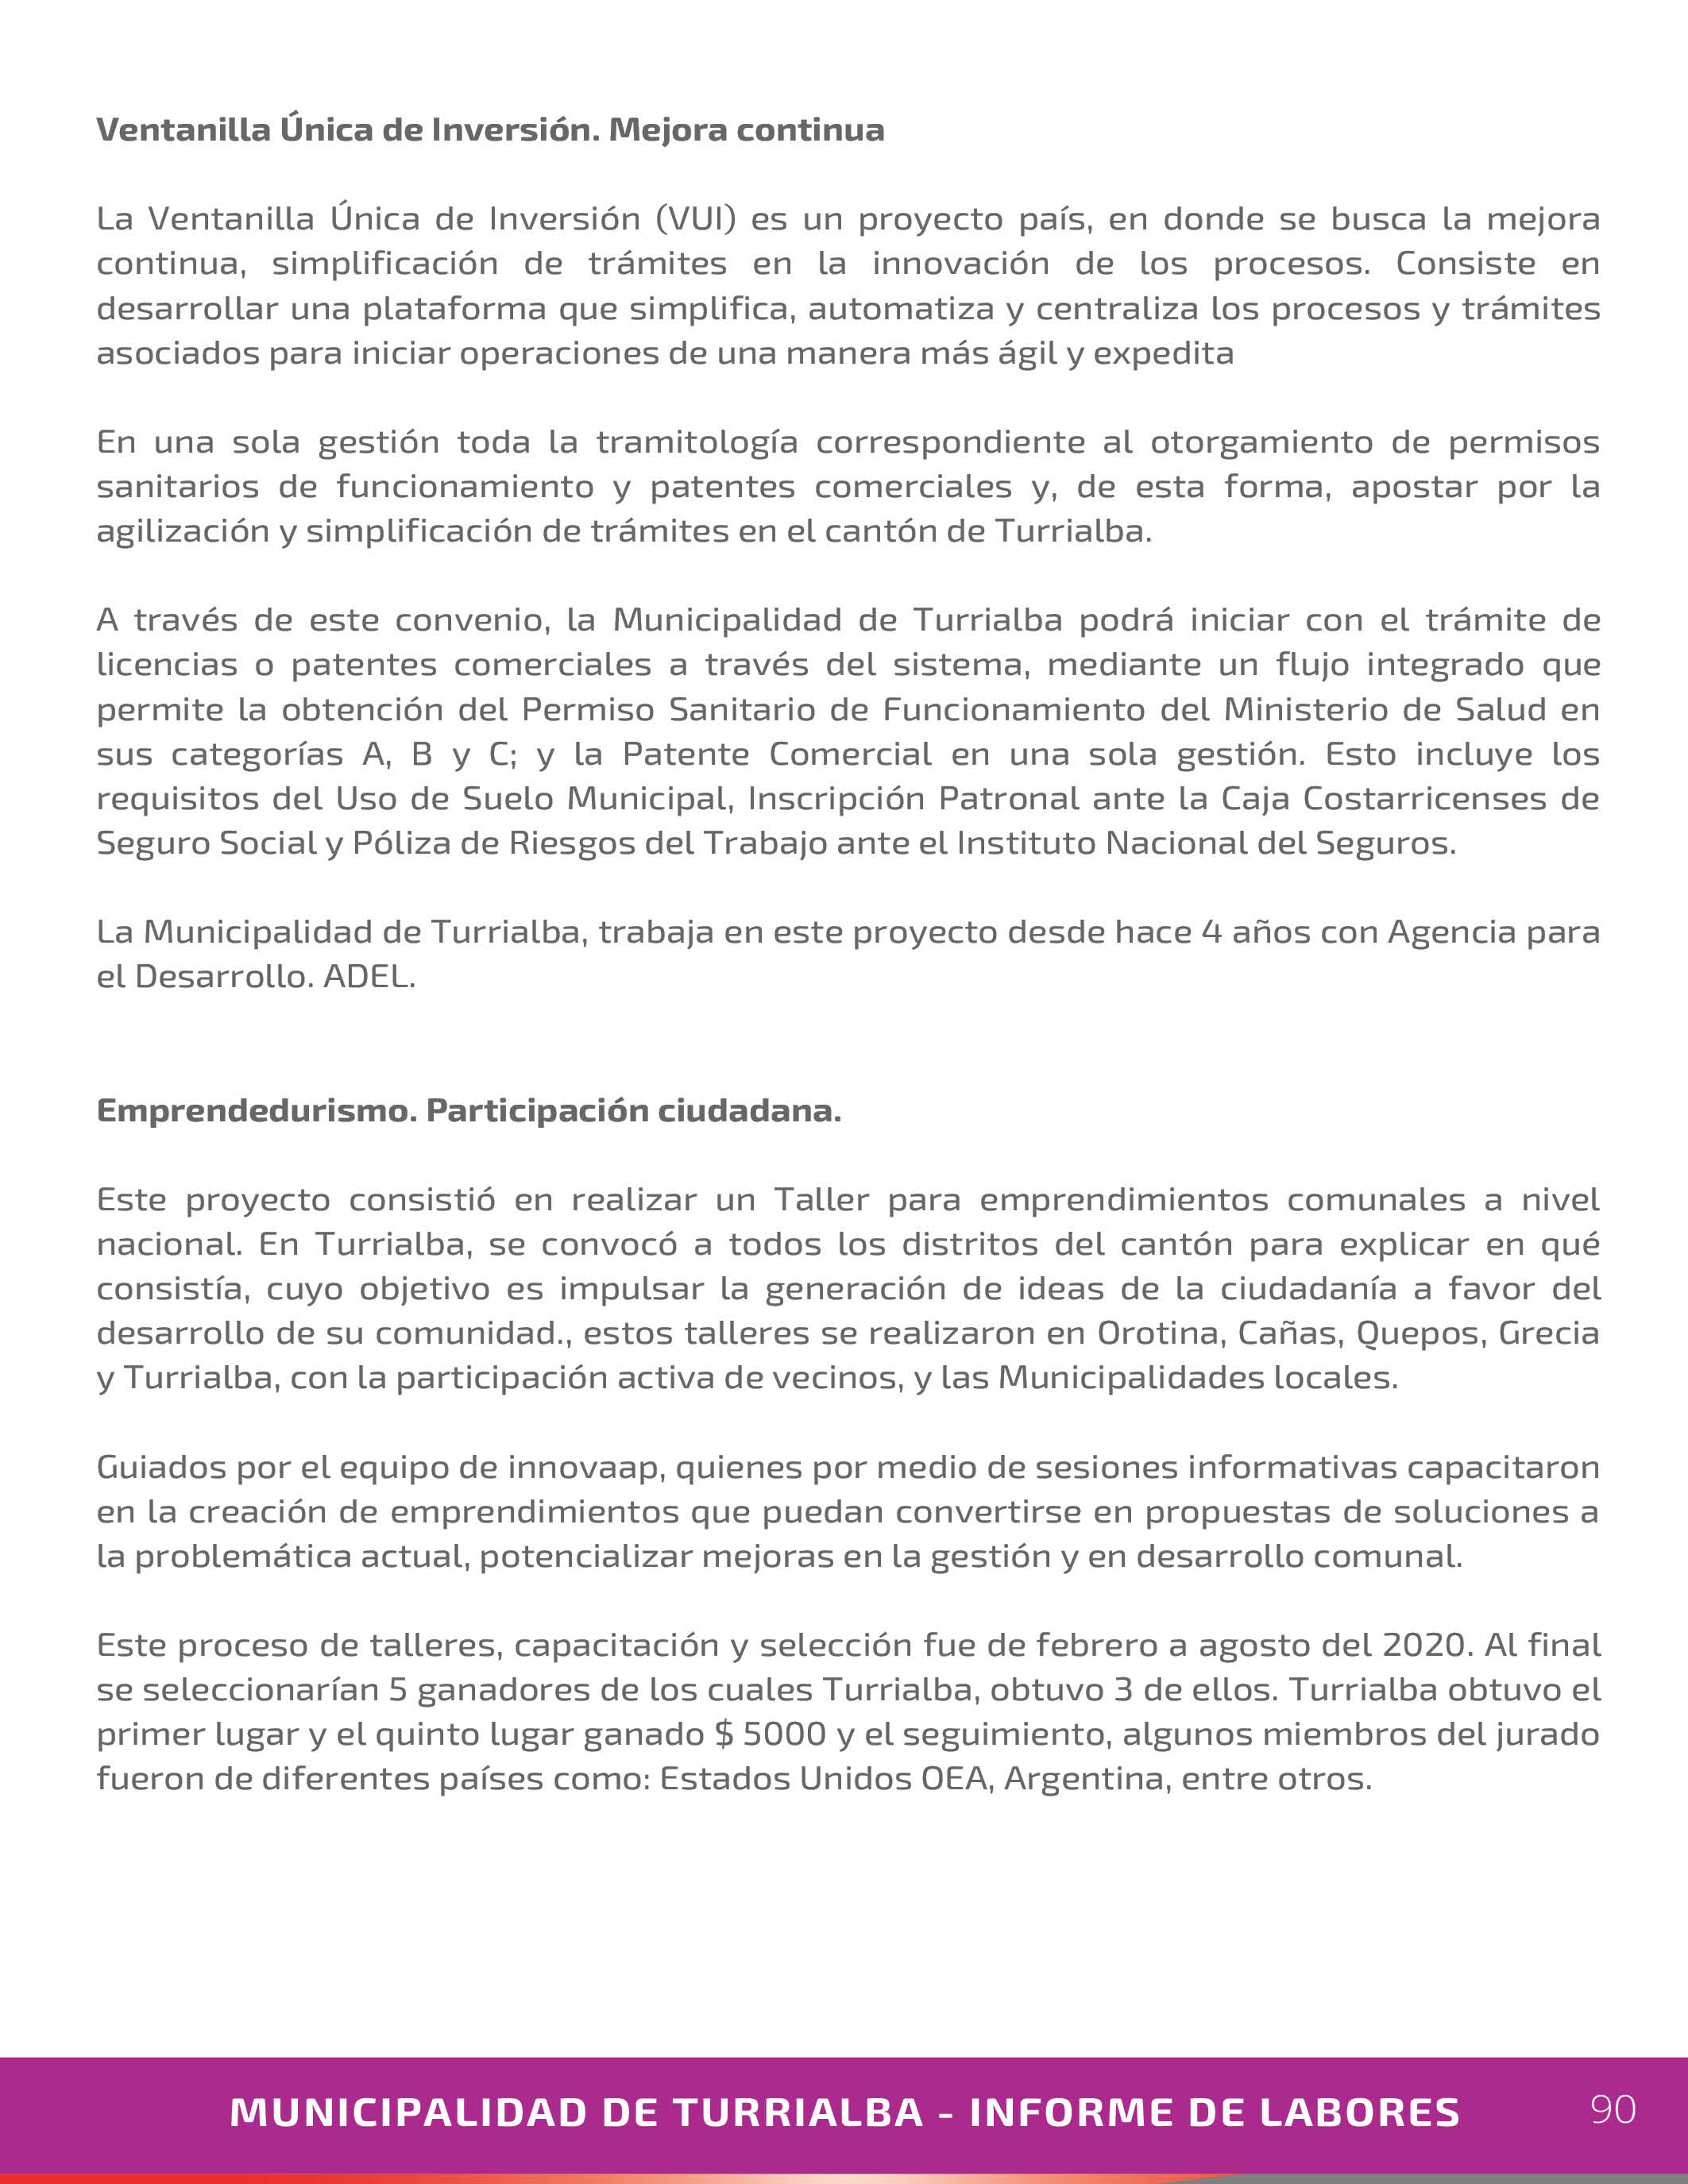 Ventanilla Única de Inversión. Mejora continua
La Ventanilla Única de Inversión (VUI) es un proyecto país, en donde se busca la mejora
continua, simplificación de trámites en la innovación de los procesos. Consiste en
desarrollar una plataforma que simplifica, automatiza y centraliza los procesos y trámites
asociados para iniciar operaciones de una manera más ágil y expedita
En una sola gestión toda la tramitología correspondiente al otorgamiento de permisos
sanitarios de funcionamiento y patentes comerciales y, de esta forma, apostar por la
agilización y simplificación de trámites en el cantón de Turrialba.
A través de este convenio, la Municipalidad de Turrialba podrá iniciar con el trámite de
licencias o patentes comerciales a través del sistema, mediante un flujo integrado que
permite la obtención del Permiso Sanitario de Funcionamiento del Ministerio de Salud en
sus categorías A, B y C; y la Patente Comercial en una sola gestión. Esto incluye los
requisitos del Uso de Suelo Municipal, Inscripción Patronal ante la Caja Costarricenses de
Seguro Social y Póliza de Riesgos del Trabajo ante el Instituto Nacional del Seguros.
La Municipalidad de Turrialba, trabaja en este proyecto desde hace 4 años con Agencia para
el Desarrollo. ADEL.
Emprendedurismo. Participación ciudadana.
Este proyecto consistió en realizar un Taller para emprendimientos comunales a nivel
nacional. En Turrialba, se convocó a todos los distritos del cantón para explicar en qué
consistía, cuyo objetivo es impulsar la generación de ideas de la ciudadanía a favor del
desarrollo de su comunidad., estos talleres se realizaron en Orotina, Cañas, Quepos, Grecia
y Turrialba, con la participación activa de vecinos, y las Municipalidades locales.
Guiados por el equipo de innovaap, quienes por medio de sesiones informativas capacitaron
en la creación de emprendimientos que puedan convertirse en propuestas de soluciones a
la problemática actual, potencializar mejoras en la gestión y en desarrollo comunal.
Este proceso de talleres, capacitación y selección fue de febrero a agosto del 2020. Al final
se seleccionarían 5 ganadores de los cuales Turrialba, obtuvo 3 de ellos. Turrialba obtuvo el
primer lugar y el quinto lugar ganado $ 5000 y el seguimiento, algunos miembros del jurado
fueron de diferentes países como: Estados Unidos OEA, Argentina, entre otros.
MUNICIPALIDAD DE TURRIALBA - INFORME DE LABORES 90